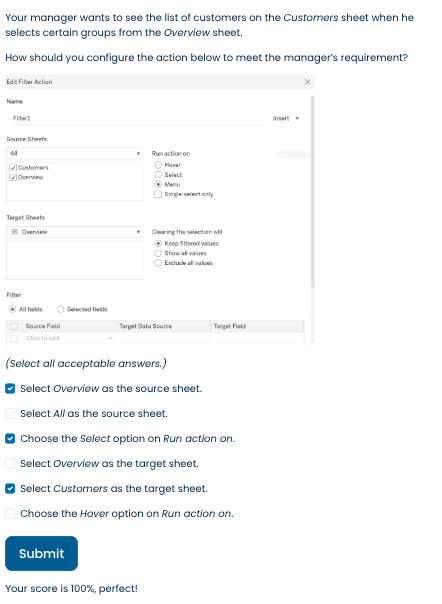 Your manager wants to see the list of customers on the Customers sheet when he
selects certain groups from the Overview sheet.
How should you configure the action below to meet the manager's requirement?
Edit Filter Action
Name
Filter1 Insert
Source Sheets
All
Run action on
Customers
Hover
Overview
Select
Menu
Single-select only
Target Sheets
Overview
Clearing the selection will
Keep filtered values
Show all values
Exclude all values
Filter
All fields Selected fields
Source Field Target Data Source Target Field
Click to add
(Select all acceptable answers.)
Select Overview as the source sheet.
Select All as the source sheet.
Choose the Select option on Run action on.
Select Overview as the target sheet.
Select Customers as the target sheet.
Choose the Hover option on Run action on.
Submit
Your score is 100%, perfect!